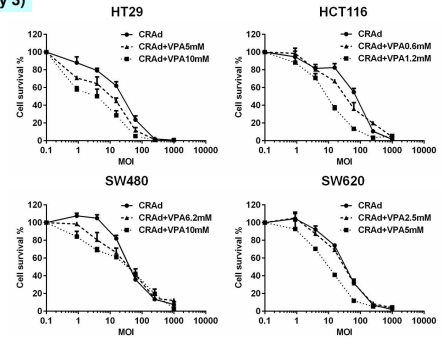 y 3)
HT29
120
100
80
60
40
20
0
Cell survival %
CRAd
CRAd+VPA5mM
CRAd+VPA10mM
0.1 1 10 100 1000 10000
MOI
HCT116
120
100
80
60
40
20
0
Cell survival %
CRAd
CRAd+VPA0.6mM
CRAd+VPA1.2mM
0.1 1 10 100 1000 10000
MOI
SW480
120
100
80
60
40
20
0
Cell survival %
CRAd
CRAd+VPA6.2mM
CRAd+VPA10mM
0.1 1 10 100 1000 10000
MOI
SW620
120
100
80
60
40
20
0
Cell survival %
CRAd
CRAd+VPA2.5mM
CRAd+VPA5mM
0.1 1 10 100 1000 10000
MOI